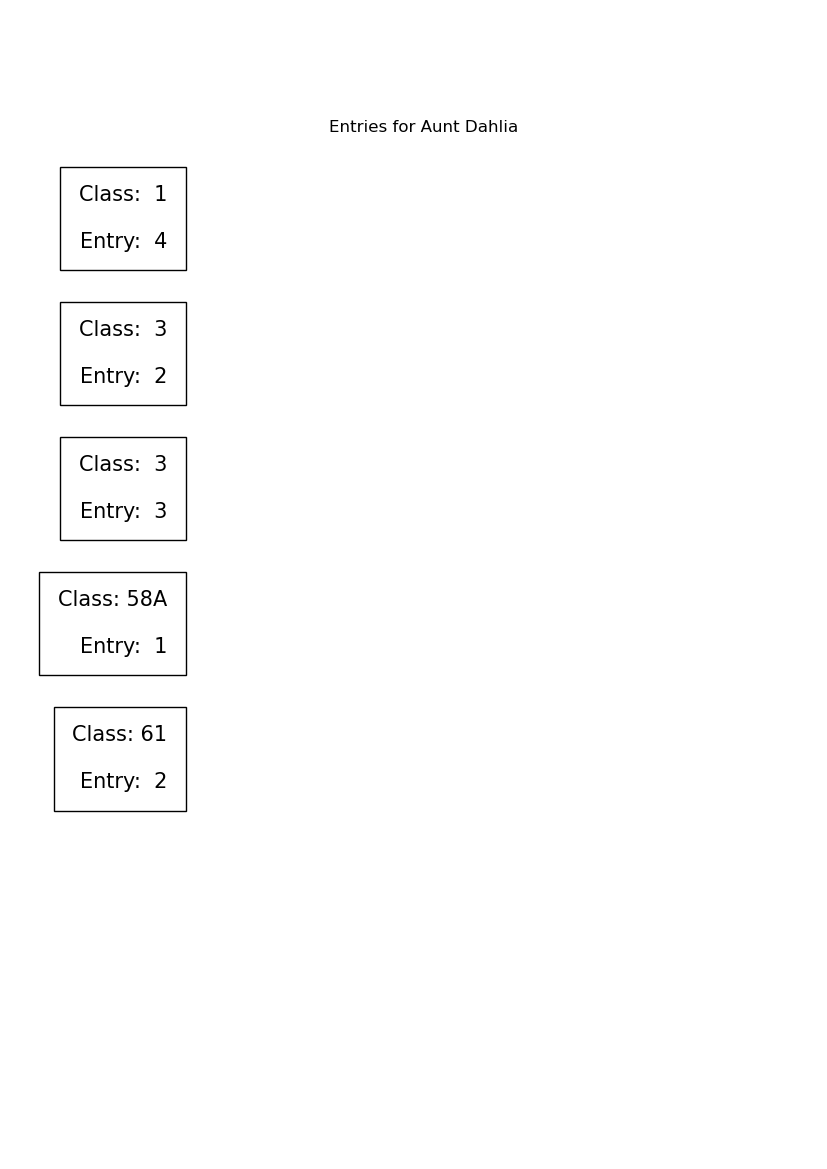 Entries for Aunt Dahlia
Class:  1
Entry:  4
Class:  3
Entry:  2
Class:  3
Entry:  3
Class: 58A
Entry:  1
Class: 61
Entry:  2